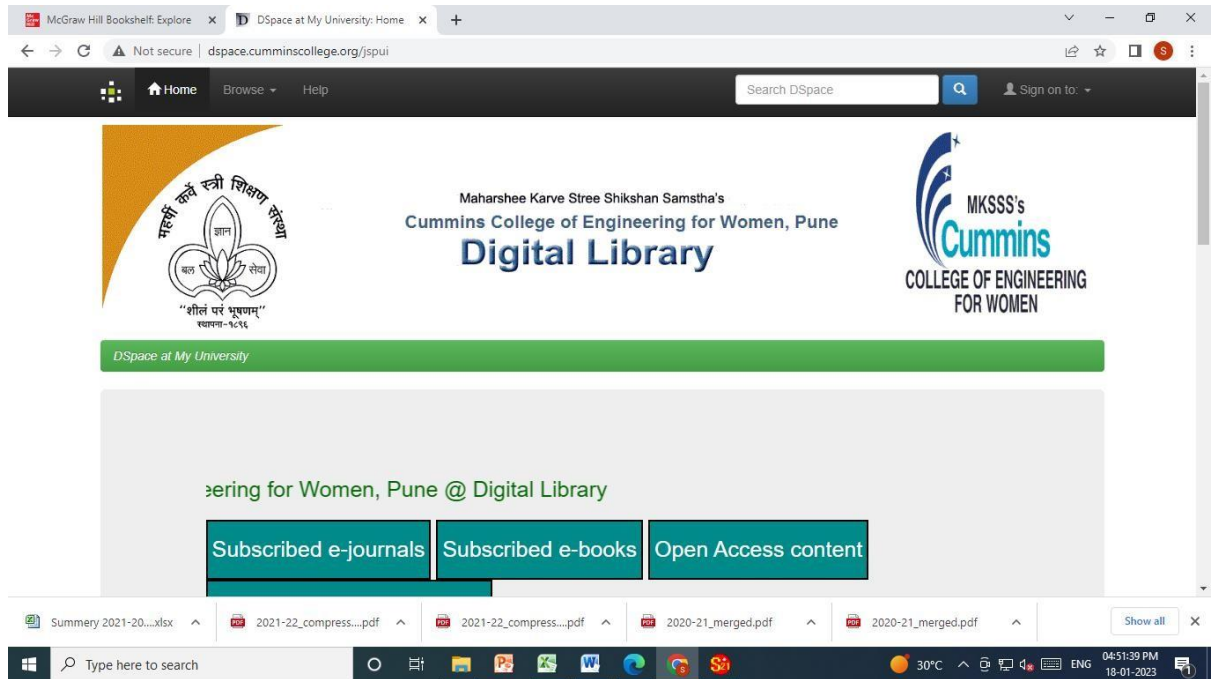 McGraw Hill Bookshelf: Explore
DSpace at My University: Home
Not secure | dspace.cumminscollege.org/jspui
S
Home Browse Help Search DSpace Sign on to:
महर्षी कर्वे स्त्री शिक्षण संस्था
ज्ञान
बल सेवा
“शीलं परं भूषणम्”
स्थापना-१८९६
Maharshee Karve Stree Shikshan Samstha's
Cummins College of Engineering for Women, Pune
Digital Library
MKSSS's
Cummins
COLLEGE OF ENGINEERING
FOR WOMEN
DSpace at My University
eering for Women, Pune @ Digital Library
Subscribed e-journals Subscribed e-books Open Access content
Summery 2021-20....xlsx 2021-22_compress....pdf 2021-22_compress....pdf 2020-21_merged.pdf 2020-21_merged.pdf Show all
Type here to search 30°C ENG 04:51:39 PM
18-01-2023